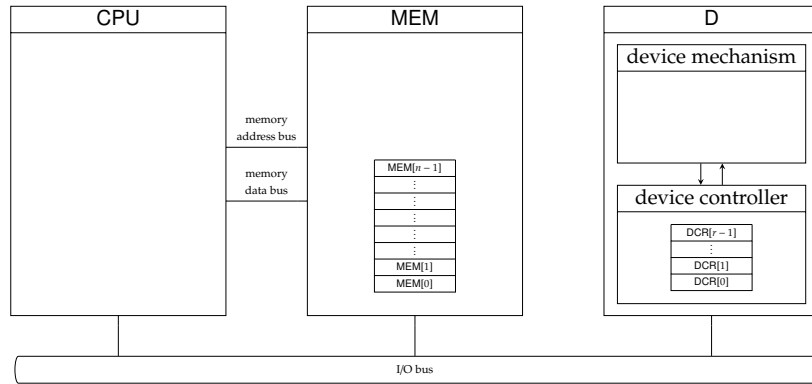 CPU
MEM
D
device mechanism
memory
address bus
memory
data bus
MEM[n − 1]
⋮
⋮
⋮
⋮
⋮
MEM[1]
MEM[0]
device controller
DCR[r − 1]
⋮
DCR[1]
DCR[0]
I/O bus